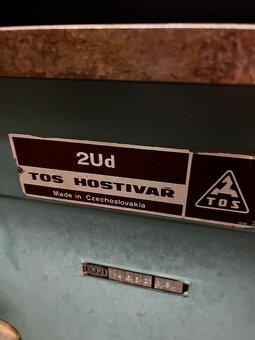 2Ud
TOS HOSTIVAŘ
Made in Czechoslovakia
TOS